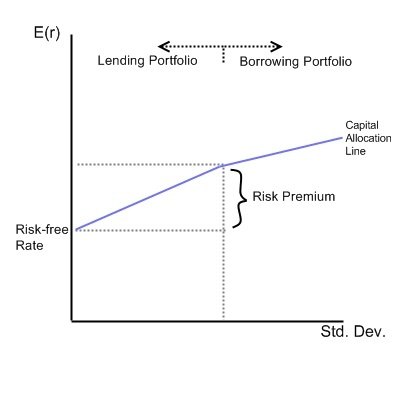 E(r)
Lending Portfolio
Borrowing Portfolio
Capital
Allocation
Line
Risk Premium
Risk-free
Rate
Std. Dev.